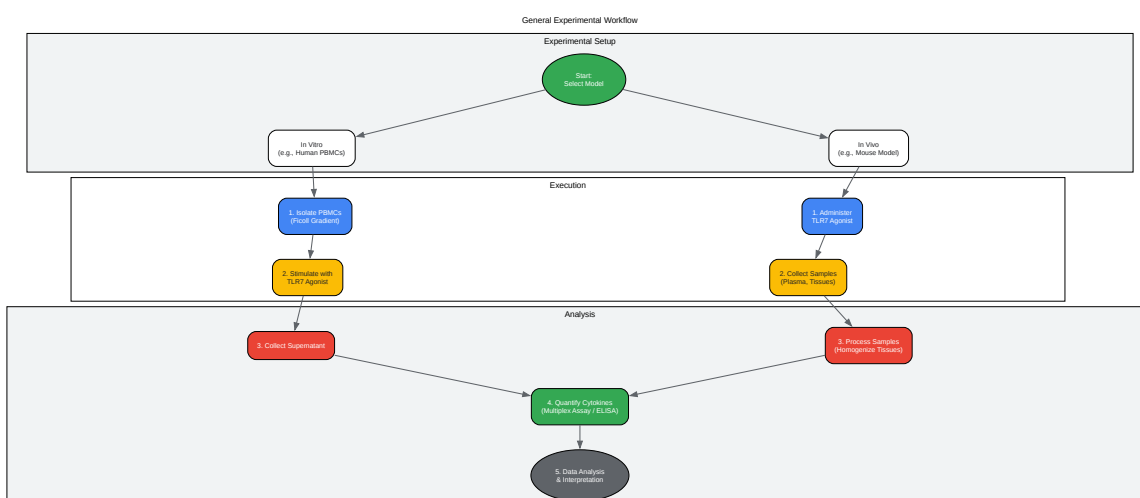 General Experimental Workflow
Experimental Setup
Start:
Select Model
In Vitro
(e.g., Human PBMCs)
In Vivo
(e.g., Mouse Model)
Execution
1. Isolate PBMCs
(Ficoll Gradient)
1. Administer
TLR7 Agonist
2. Stimulate with
TLR7 Agonist
2. Collect Samples
(Plasma, Tissues)
Analysis
3. Collect Supernatant
3. Process Samples
(Homogenize Tissues)
4. Quantify Cytokines
(Multiplex Assay / ELISA)
5. Data Analysis
& Interpretation